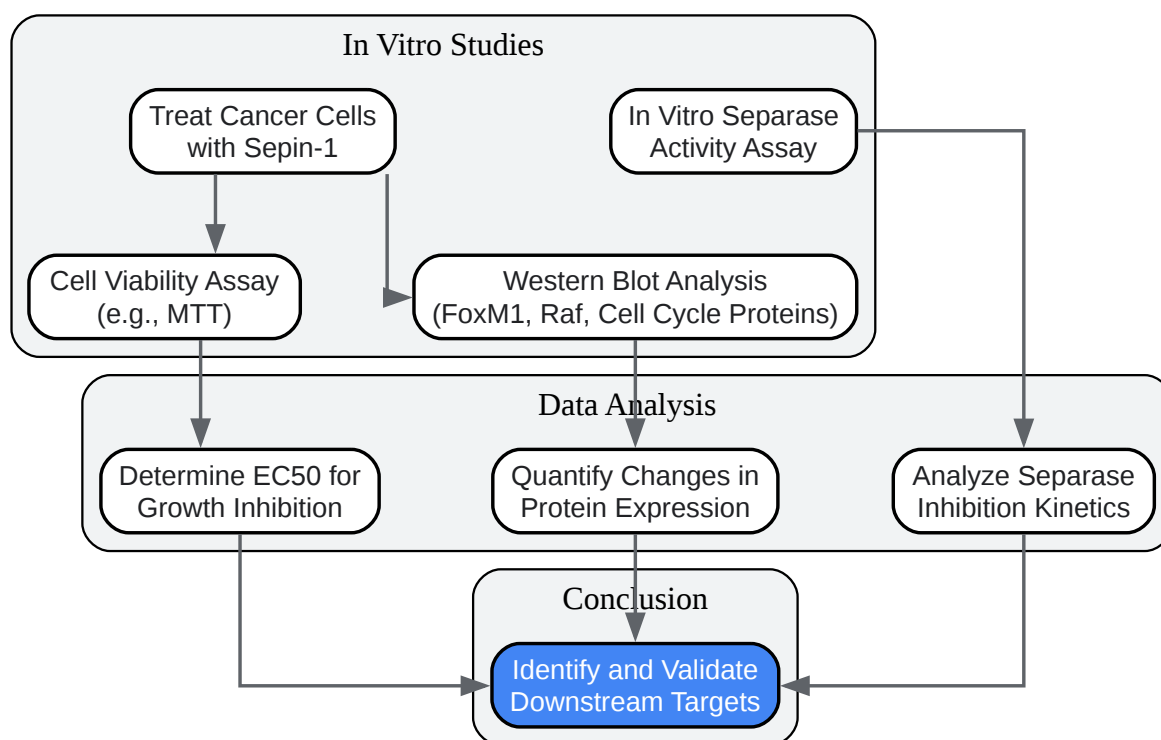 In Vitro Studies
Treat Cancer Cells
with Sepin-1
In Vitro Separase
Activity Assay
Cell Viability Assay
(e.g., MTT)
Western Blot Analysis
(FoxM1, Raf, Cell Cycle Proteins)
Data Analysis
Determine EC50 for
Growth Inhibition
Quantify Changes in
Protein Expression
Analyze Separase
Inhibition Kinetics
Conclusion
Identify and Validate
Downstream Targets